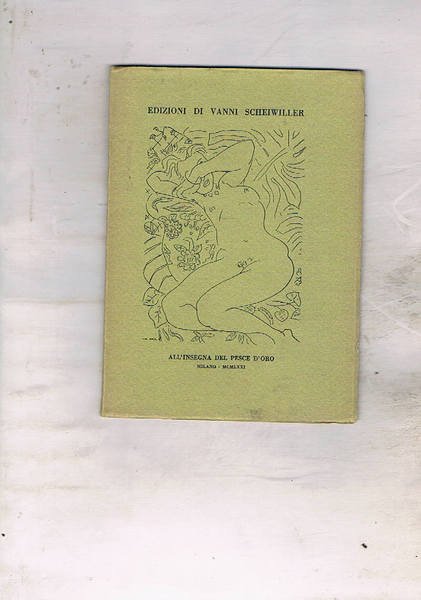 EDIZIONI DI VANNI SCHEIWILLER
ALL'INSEGNA DEL PESCE D'ORO
MILANO - MCMLXXI